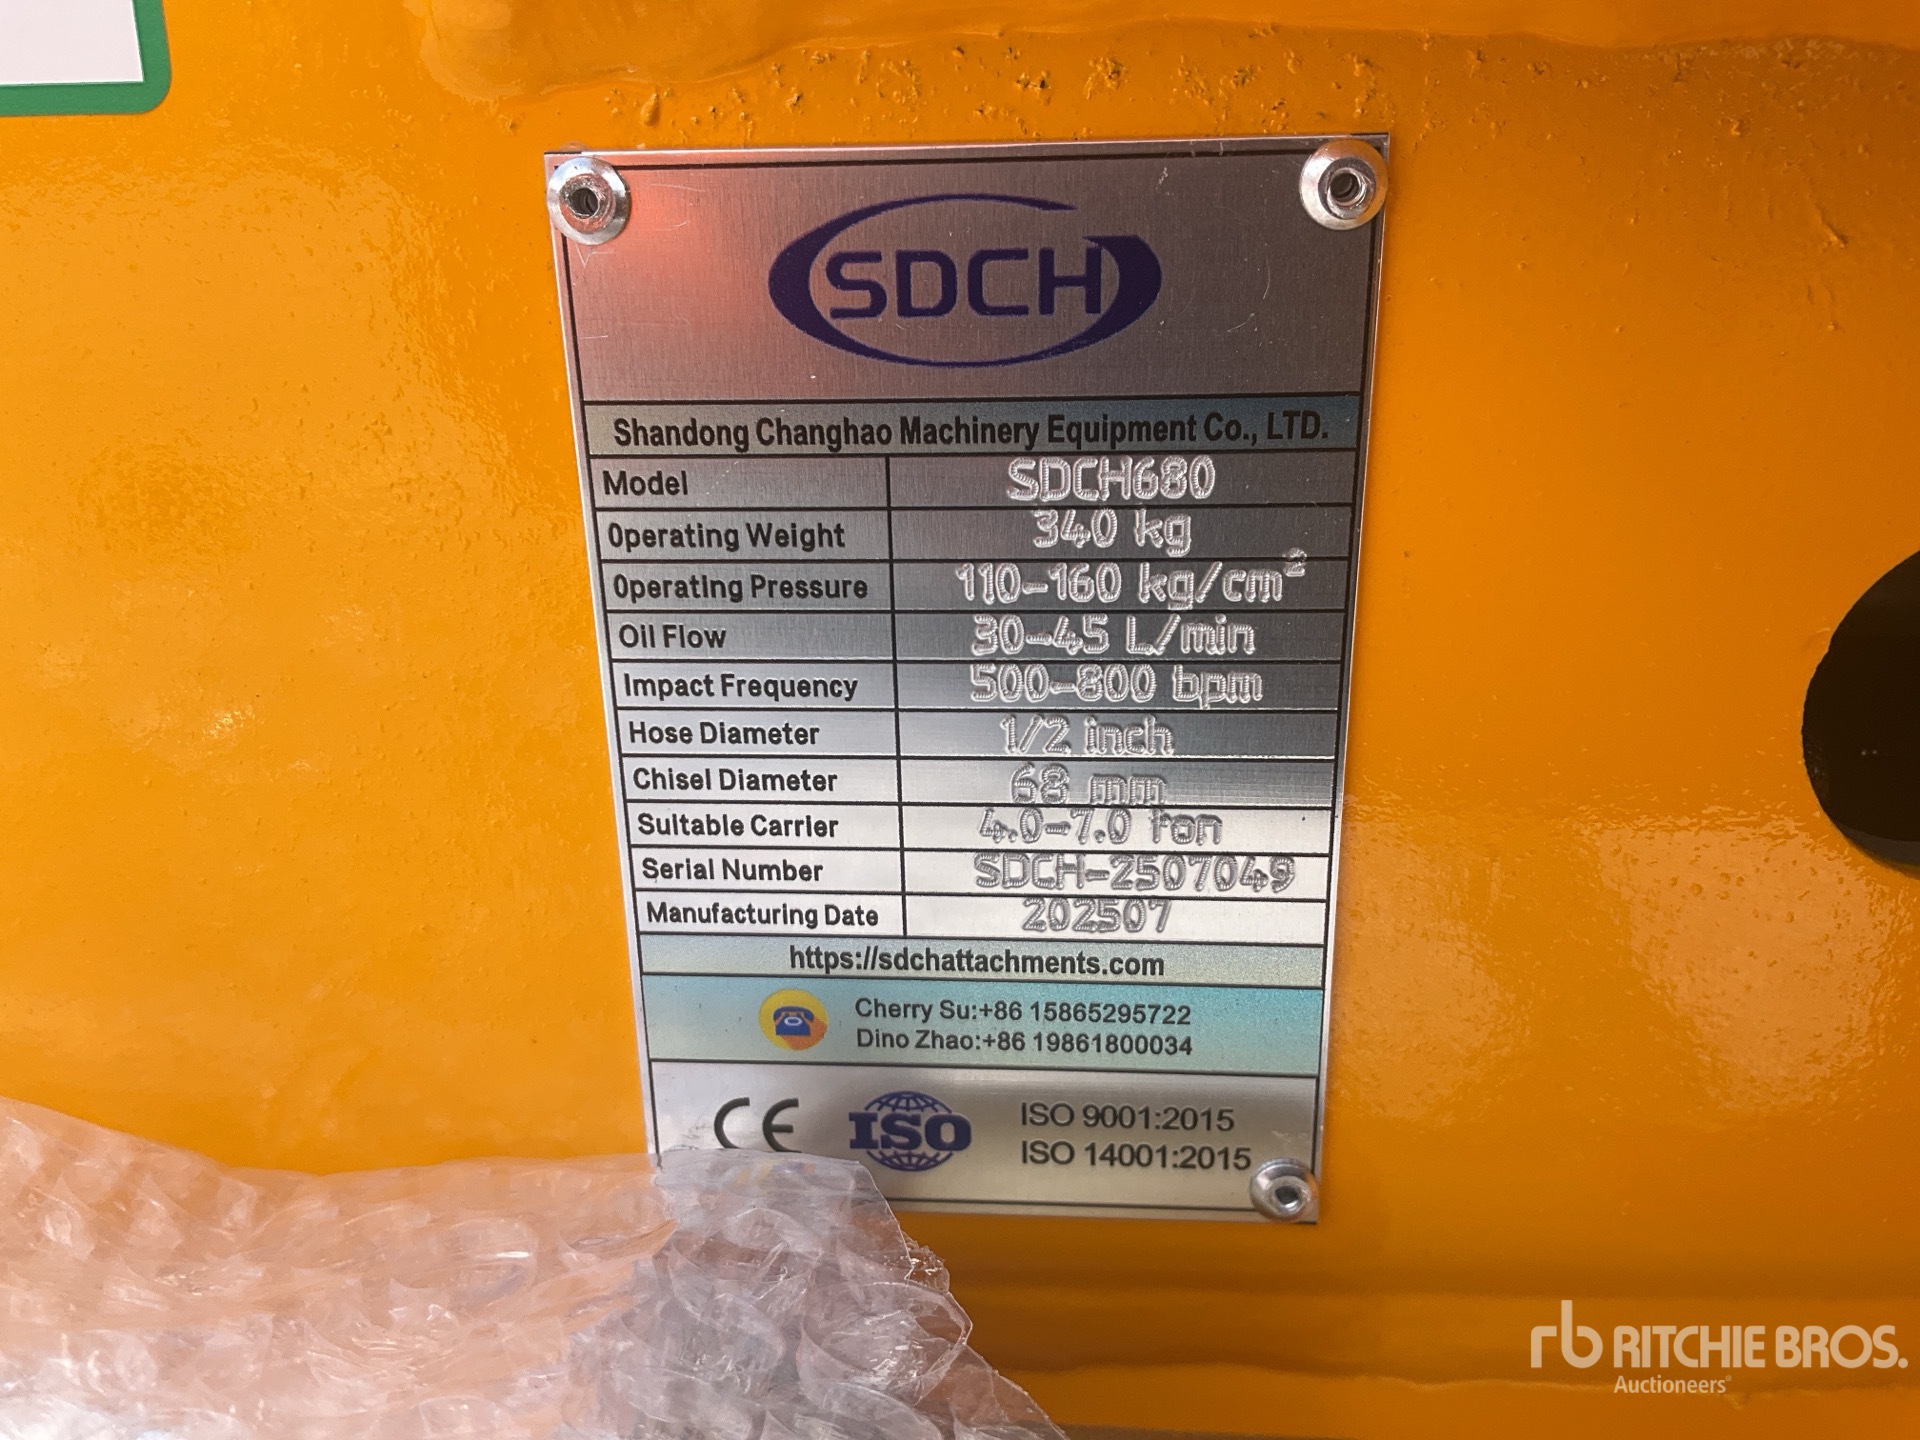 SDCH
Shandong Changhao Machinery Equipment Co., LTD.
Model SDCH680
Operating Weight 340 kg
Operating Pressure 110-160 kg/cm²
Oil Flow 30-45 L/min
Impact Frequency 500-800 bpm
Hose Diameter 1/2 inch
Chisel Diameter 68 mm
Suitable Carrier 4.0-7.0 ton
Serial Number SDCH-2507049
Manufacturing Date 202507
https://sdchattachments.com
Cherry Su:+86 15865295722
Dino Zhao:+86 19861800034
CE ISO ISO 9001:2015
ISO 14001:2015
rb RITCHIE BROS.
Auctioneers